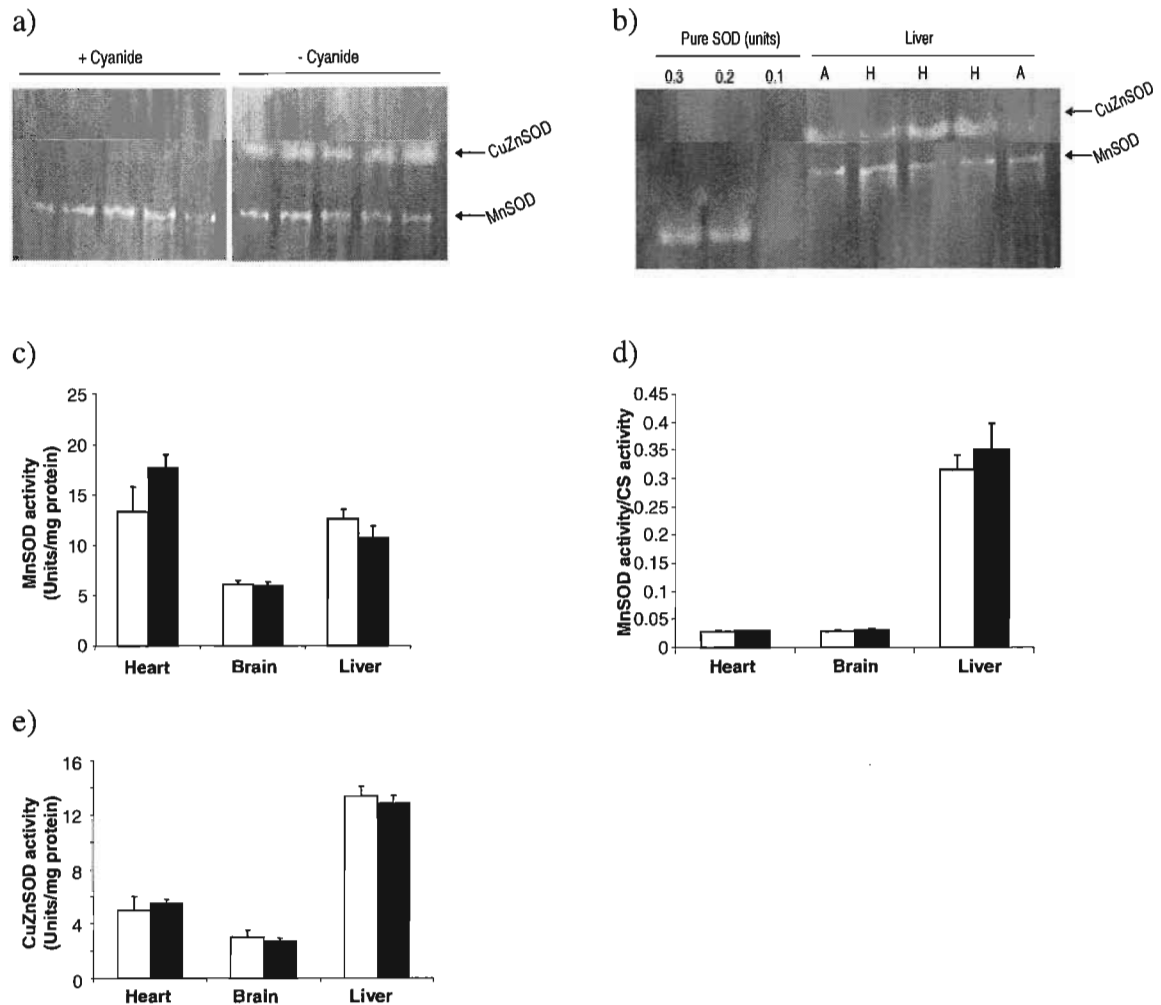 a)
+ Cyanide
- Cyanide
CuZnSOD
MnSOD
b)
Pure SOD (units)
Liver
0.3 0.2 0.1 A H H H A
CuZnSOD
MnSOD
c)
MnSOD activity
(Units/mg protein)
25
20
15
10
5
0
Heart Brain Liver
d)
MnSOD activity/CS activity
0.45
0.4
0.35
0.3
0.25
0.2
0.15
0.1
0.05
0
Heart Brain Liver
e)
CuZnSOD activity
(Units/mg protein)
16
12
8
4
0
Heart Brain Liver